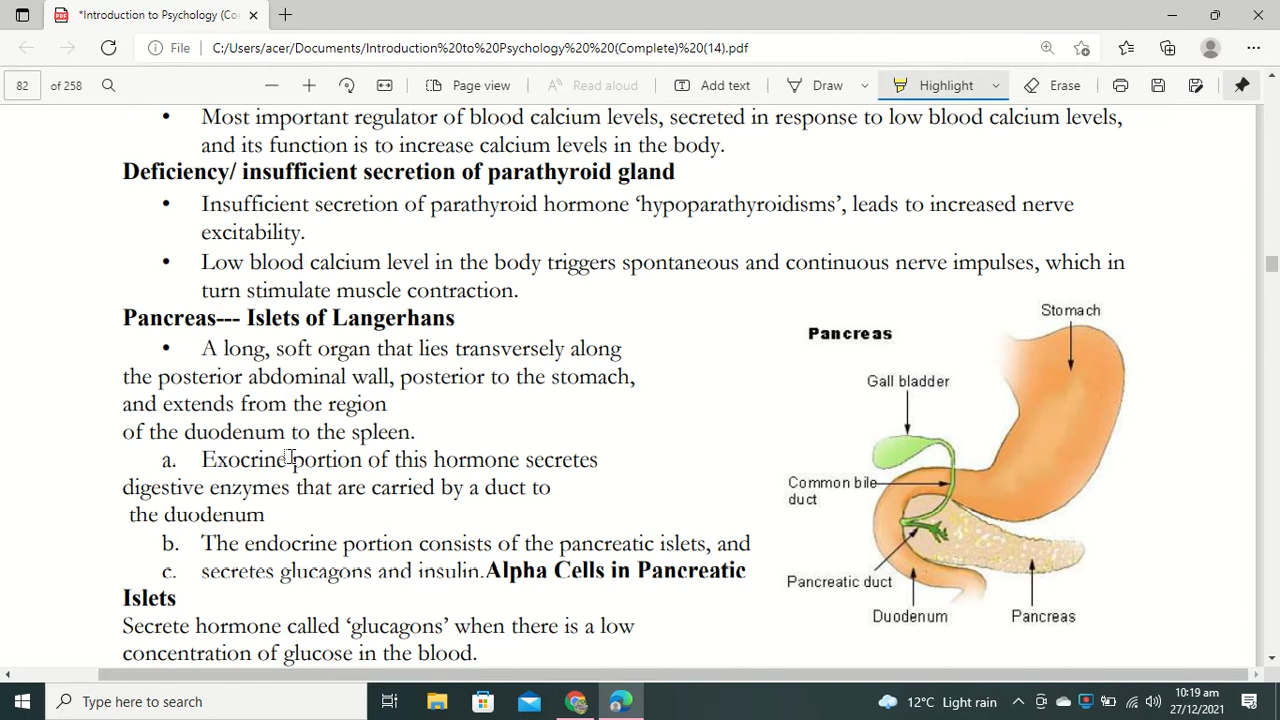 *Introduction to Psychology (Co
File C:/Users/acer/Documents/Introduction%20to%20Psychology%20%20(Complete)%20(14).pdf
82 of 258 Page view Read aloud Add text Draw Highlight Erase
• Most important regulator of blood calcium levels, secreted in response to low blood calcium levels,
and its function is to increase calcium levels in the body.
Deficiency/ insufficient secretion of parathyroid gland
• Insufficient secretion of parathyroid hormone ‘hypoparathyroidisms’, leads to increased nerve
excitability.
• Low blood calcium level in the body triggers spontaneous and continuous nerve impulses, which in
turn stimulate muscle contraction.
Pancreas--- Islets of Langerhans
• A long, soft organ that lies transversely along
the posterior abdominal wall, posterior to the stomach,
and extends from the region
of the duodenum to the spleen.
a. Exocrine portion of this hormone secretes
digestive enzymes that are carried by a duct to
the duodenum
b. The endocrine portion consists of the pancreatic islets, and
c. secretes glucagons and insulin. Alpha Cells in Pancreatic
Islets
Secrete hormone called ‘glucagons’ when there is a low
concentration of glucose in the blood.
Stomach
Pancreas
Gall bladder
Common bile
duct
Pancreatic duct
Duodenum
Pancreas
Type here to search
12°C Light rain
10:19 am
27/12/2021